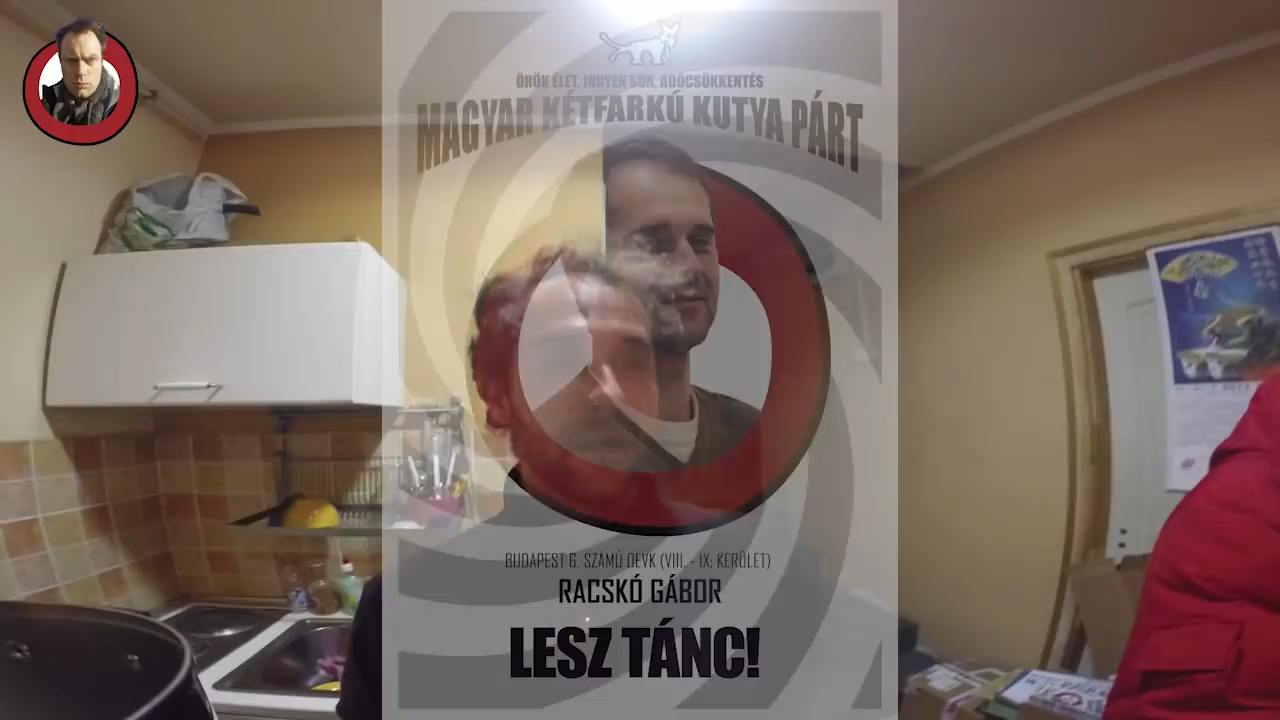 ÖRÖK ÉLET, INGYEN SÖR, ADÓCSÖKKENTÉS
MAGYAR KÉTFARKÚ KUTYA PÁRT
BUDAPEST 6. SZÁMÚ OEVK (VIII. - IX: KERÜLET)
RACSKÓ GÁBOR
LESZ TÁNC!